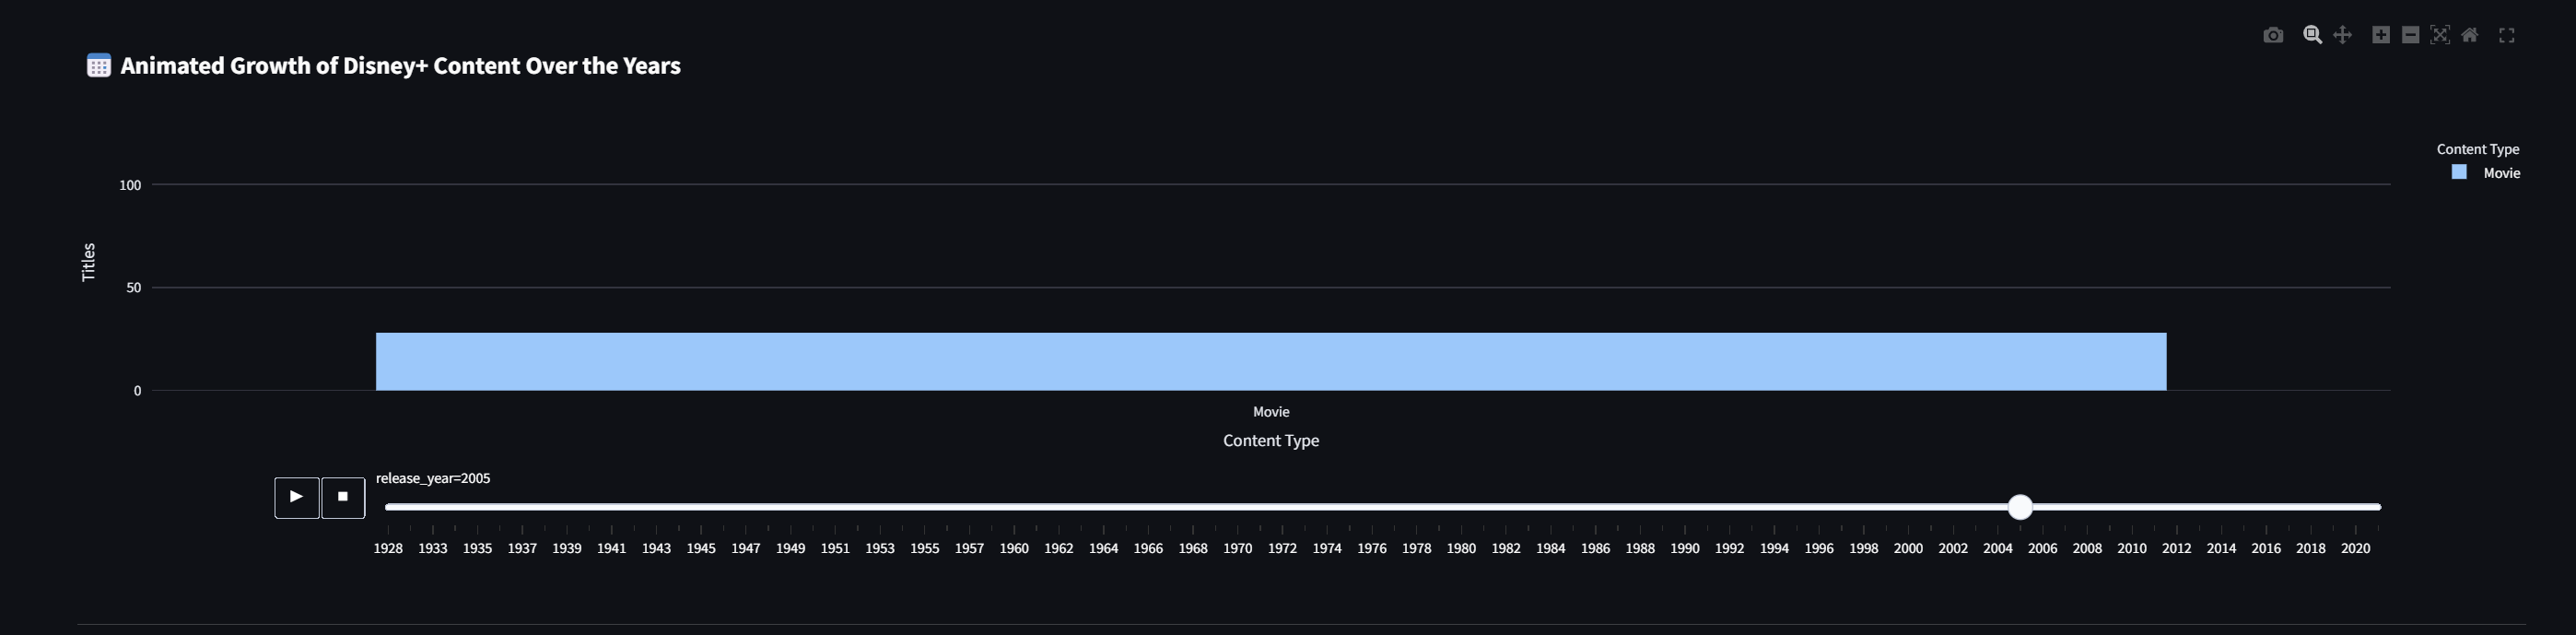 Animated Growth of Disney+ Content Over the Years
Content Type
Movie
100
50
0
Titles
Movie
Content Type
release_year=2005
1928 1933 1935 1937 1939 1941 1943 1945 1947 1949 1951 1953 1955 1957 1960 1962 1964 1966 1968 1970 1972 1974 1976 1978 1980 1982 1984 1986 1988 1990 1992 1994 1996 1998 2000 2002 2004 2006 2008 2010 2012 2014 2016 2018 2020